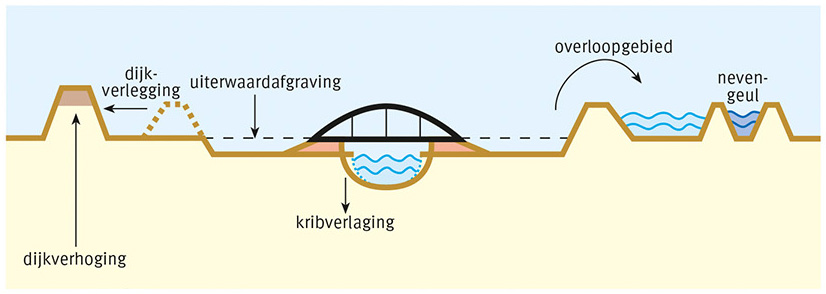 overloopgebied
dijk-
verlegging
uiterwaardafgraving
neven-
geul
kribverlaging
dijkverhoging